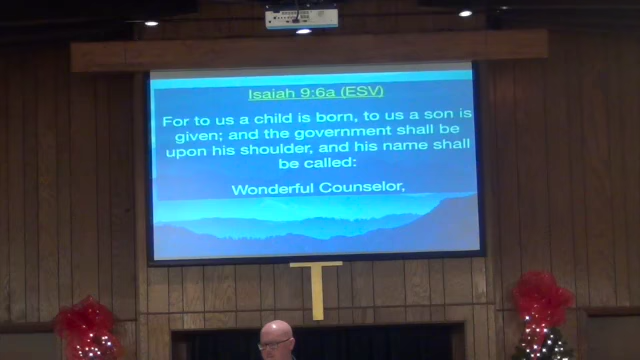 Isaiah 9:6a (ESV)
For to us a child is born, to us a son is
given; and the government shall be
upon his shoulder, and his name shall
be called:
Wonderful Counselor,